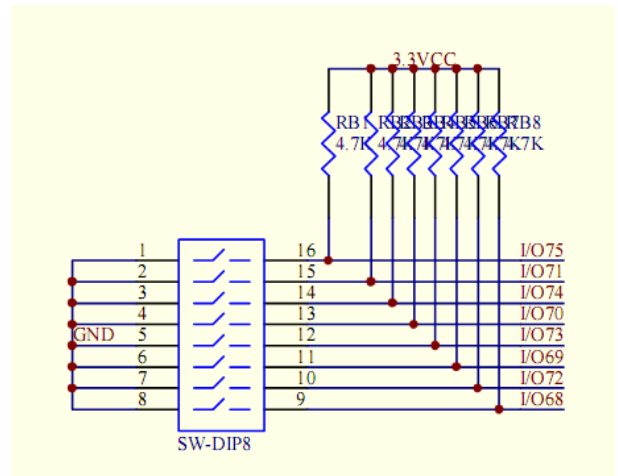 3.3VCC
RB1
4.7K
RB8
4.7K
1 16 I/O75
2 15 I/O71
3 14 I/O74
4 13 I/O70
GND
5 12 I/O73
6 11 I/O69
7 10 I/O72
8 9 I/O68
SW-DIP8